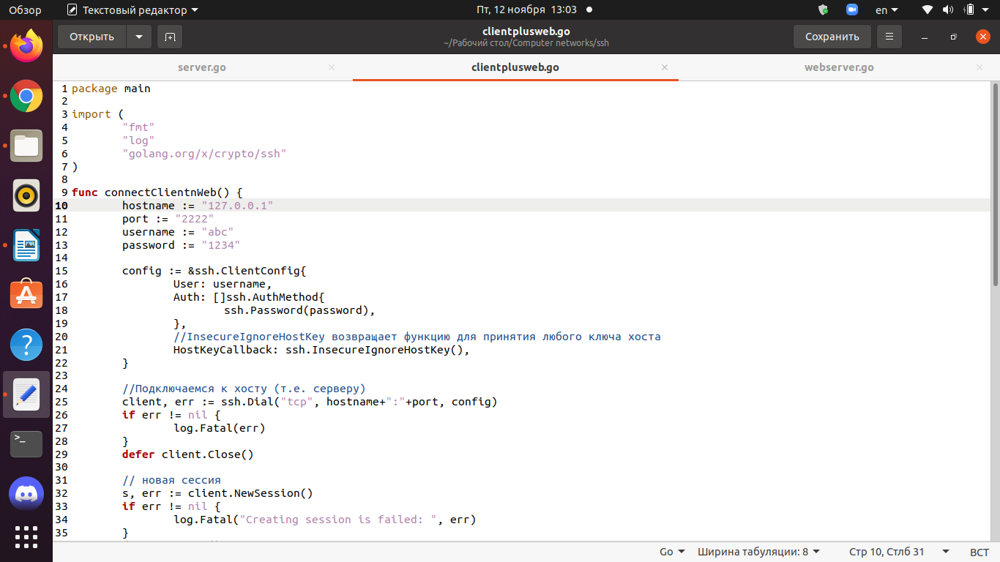 Обзор
Текстовый редактор
Пт, 12 ноября 13:03
en
Открыть
clientplusweb.go
~/Рабочий стол/Computer networks/ssh
Сохранить
server.go
clientplusweb.go
webserver.go
1 package main
2
3 import (
4 "fmt"
5 "log"
6 "golang.org/x/crypto/ssh"
7 )
8
9 func connectClientnWeb() {
10 hostname := "127.0.0.1"
11 port := "2222"
12 username := "abc"
13 password := "1234"
14
15 config := &ssh.ClientConfig{
16 User: username,
17 Auth: []ssh.AuthMethod{
18 ssh.Password(password),
19 },
20 //InsecureIgnoreHostKey возвращает функцию для принятия любого ключа хоста
21 HostKeyCallback: ssh.InsecureIgnoreHostKey(),
22 }
23
24 //Подключаемся к хосту (т.е. серверу)
25 client, err := ssh.Dial("tcp", hostname+":"+port, config)
26 if err != nil {
27 log.Fatal(err)
28 }
29 defer client.Close()
30
31 // новая сессия
32 s, err := client.NewSession()
33 if err != nil {
34 log.Fatal("Creating session is failed: ", err)
35 }
Go
Ширина табуляции: 8
Стр 10, Стлб 31
ВСТ